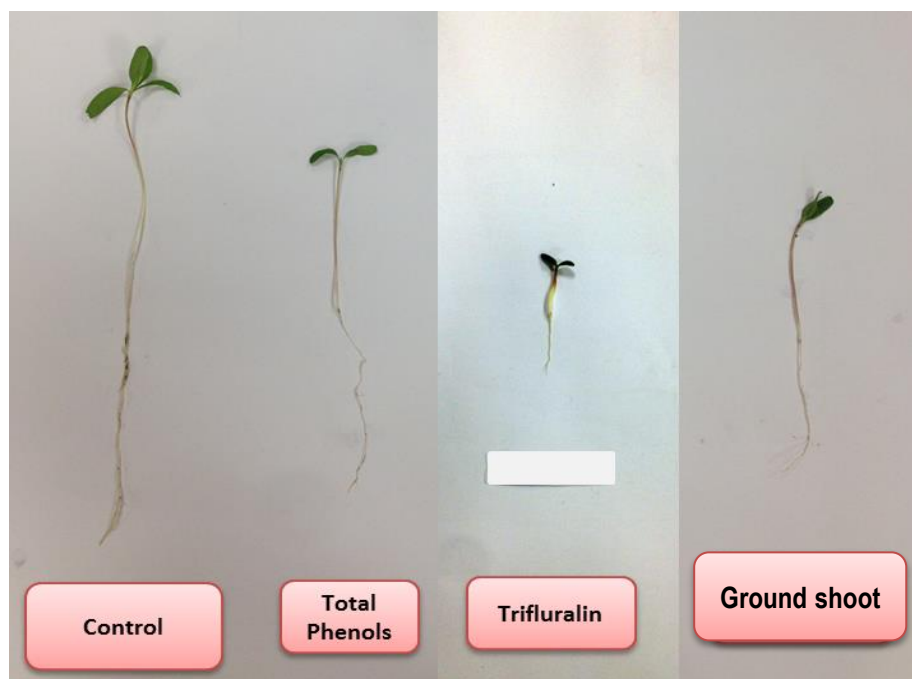 Control
Total
Phenols
Trifluralin
Ground shoot